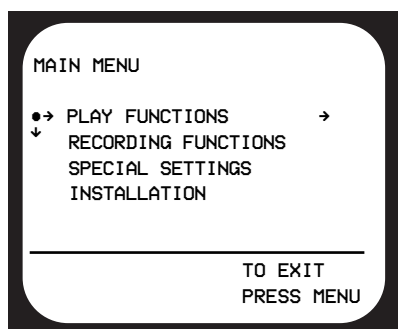 MAIN MENU
PLAY FUNCTIONS
RECORDING FUNCTIONS
SPECIAL SETTINGS
INSTALLATION
TO EXIT
PRESS MENU